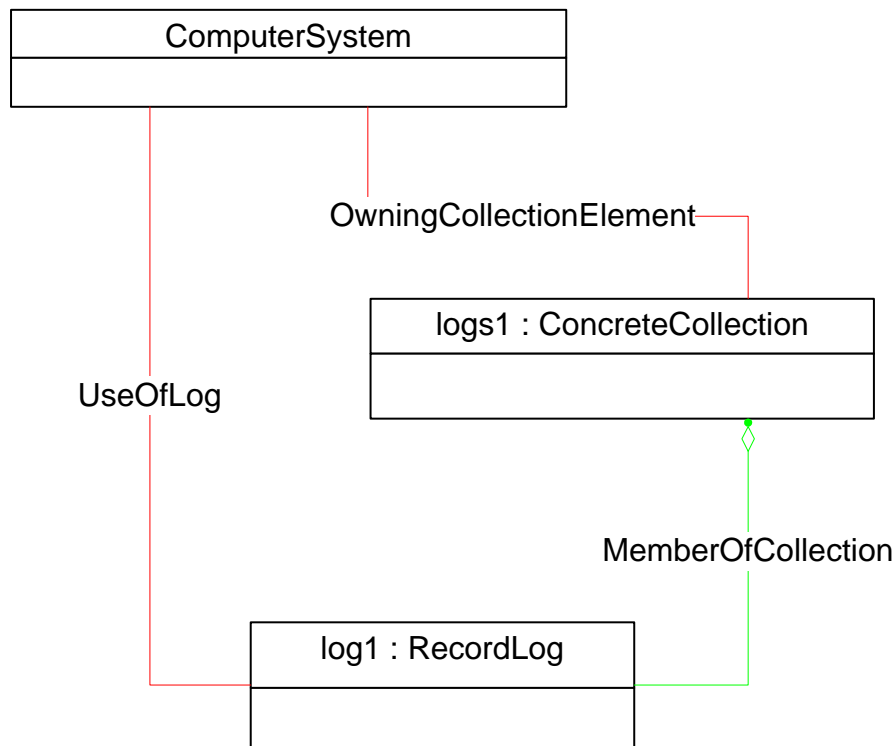 ComputerSystem
OwningCollectionElement
logs1 : ConcreteCollection
UseOfLog
MemberOfCollection
log1 : RecordLog